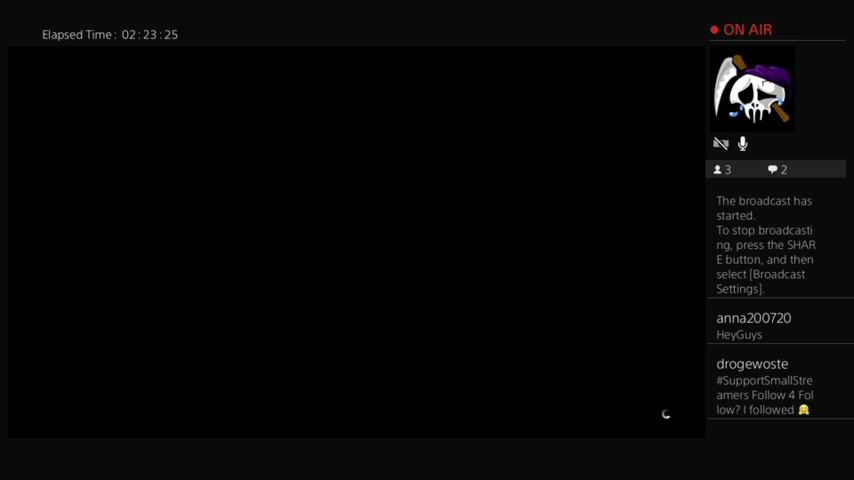 Elapsed Time: 02:23:25
ON AIR
3 2
The broadcast has
started.
To stop broadcasti
ng, press the SHAR
E button, and then
select [Broadcast
Settings].
anna200720
HeyGuys
drogewoste
#SupportSmallStre
amers Follow 4 Fol
low? I followed 🤗